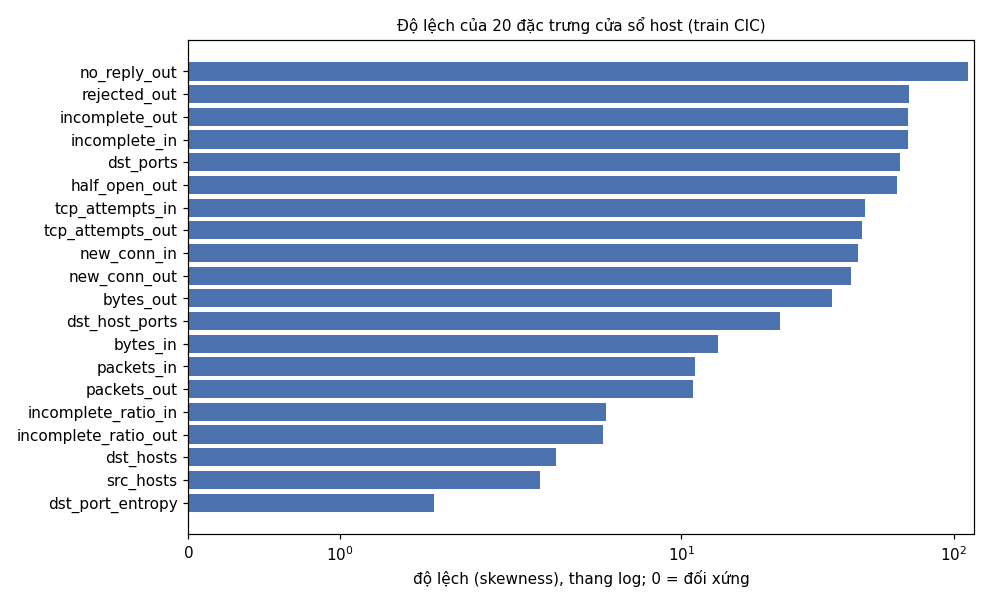 Độ lệch của 20 đặc trưng cửa sổ host (train CIC)
no_reply_out
rejected_out
incomplete_out
incomplete_in
dst_ports
half_open_out
tcp_attempts_in
tcp_attempts_out
new_conn_in
new_conn_out
bytes_out
dst_host_ports
bytes_in
packets_in
packets_out
incomplete_ratio_in
incomplete_ratio_out
dst_hosts
src_hosts
dst_port_entropy
0 10⁰ 10¹ 10²
độ lệch (skewness), thang log; 0 = đối xứng